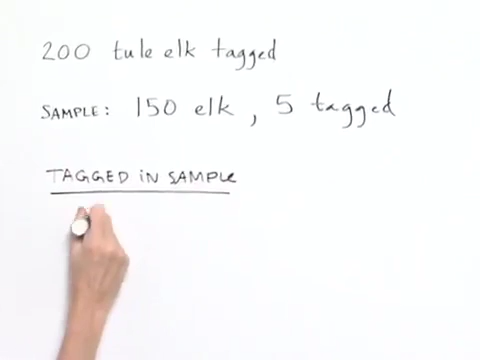 200 tule elk tagged
SAMPLE: 150 elk, 5 tagged
TAGGED IN SAMPLE